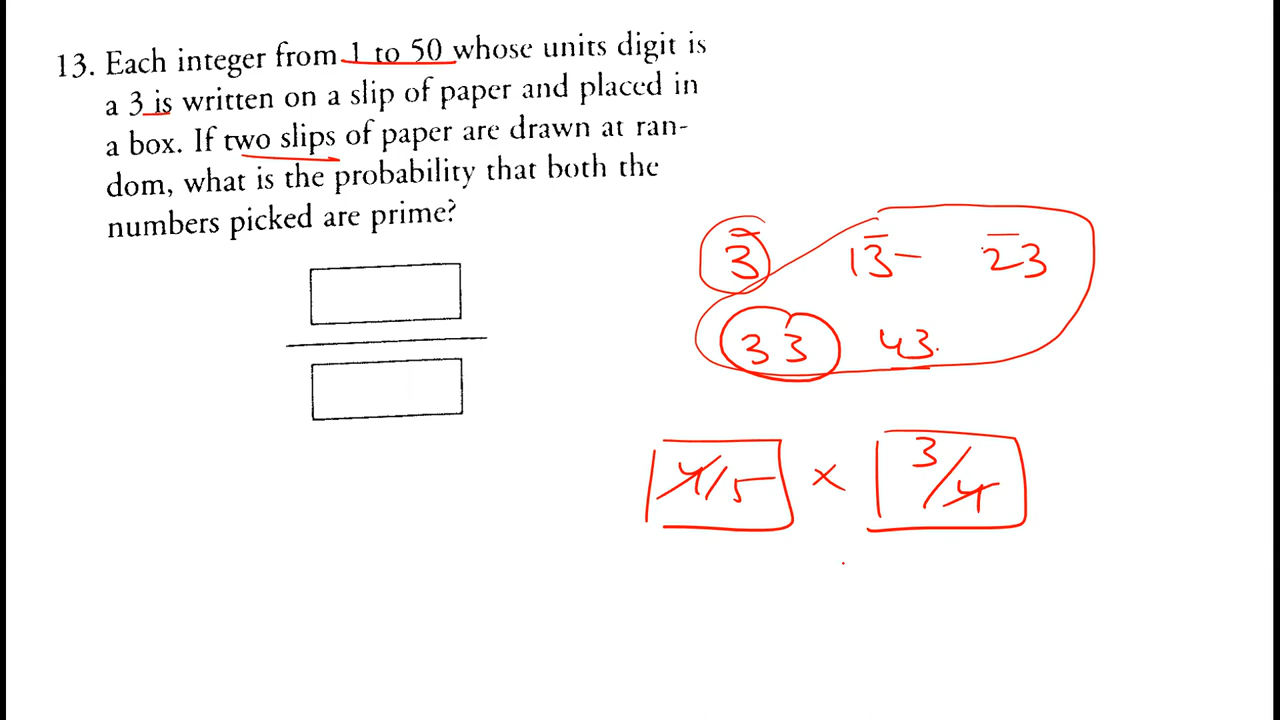 13. Each integer from 1 to 50 whose units digit is
a 3 is written on a slip of paper and placed in
a box. If two slips of paper are drawn at ran-
dom, what is the probability that both the
numbers picked are prime?
3 13 - 23
33 43.
4/5 × 3/4